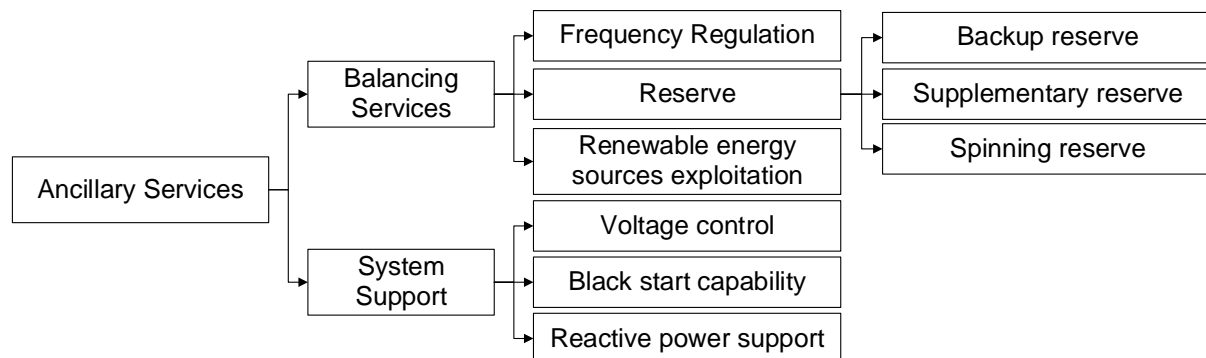 Ancillary Services
Balancing
Services
System
Support
Frequency Regulation
Reserve
Renewable energy
sources exploitation
Voltage control
Black start capability
Reactive power support
Backup reserve
Supplementary reserve
Spinning reserve